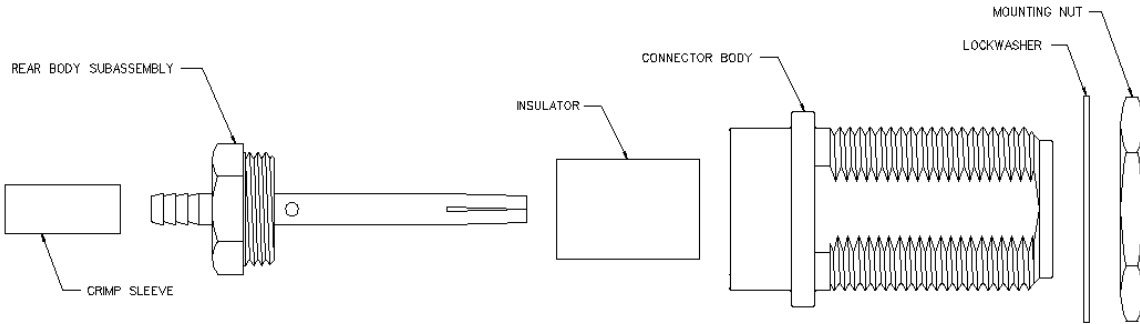 MOUNTING NUT
LOCKWASHER
CONNECTOR BODY
REAR BODY SUBASSEMBLY
INSULATOR
CRIMP SLEEVE